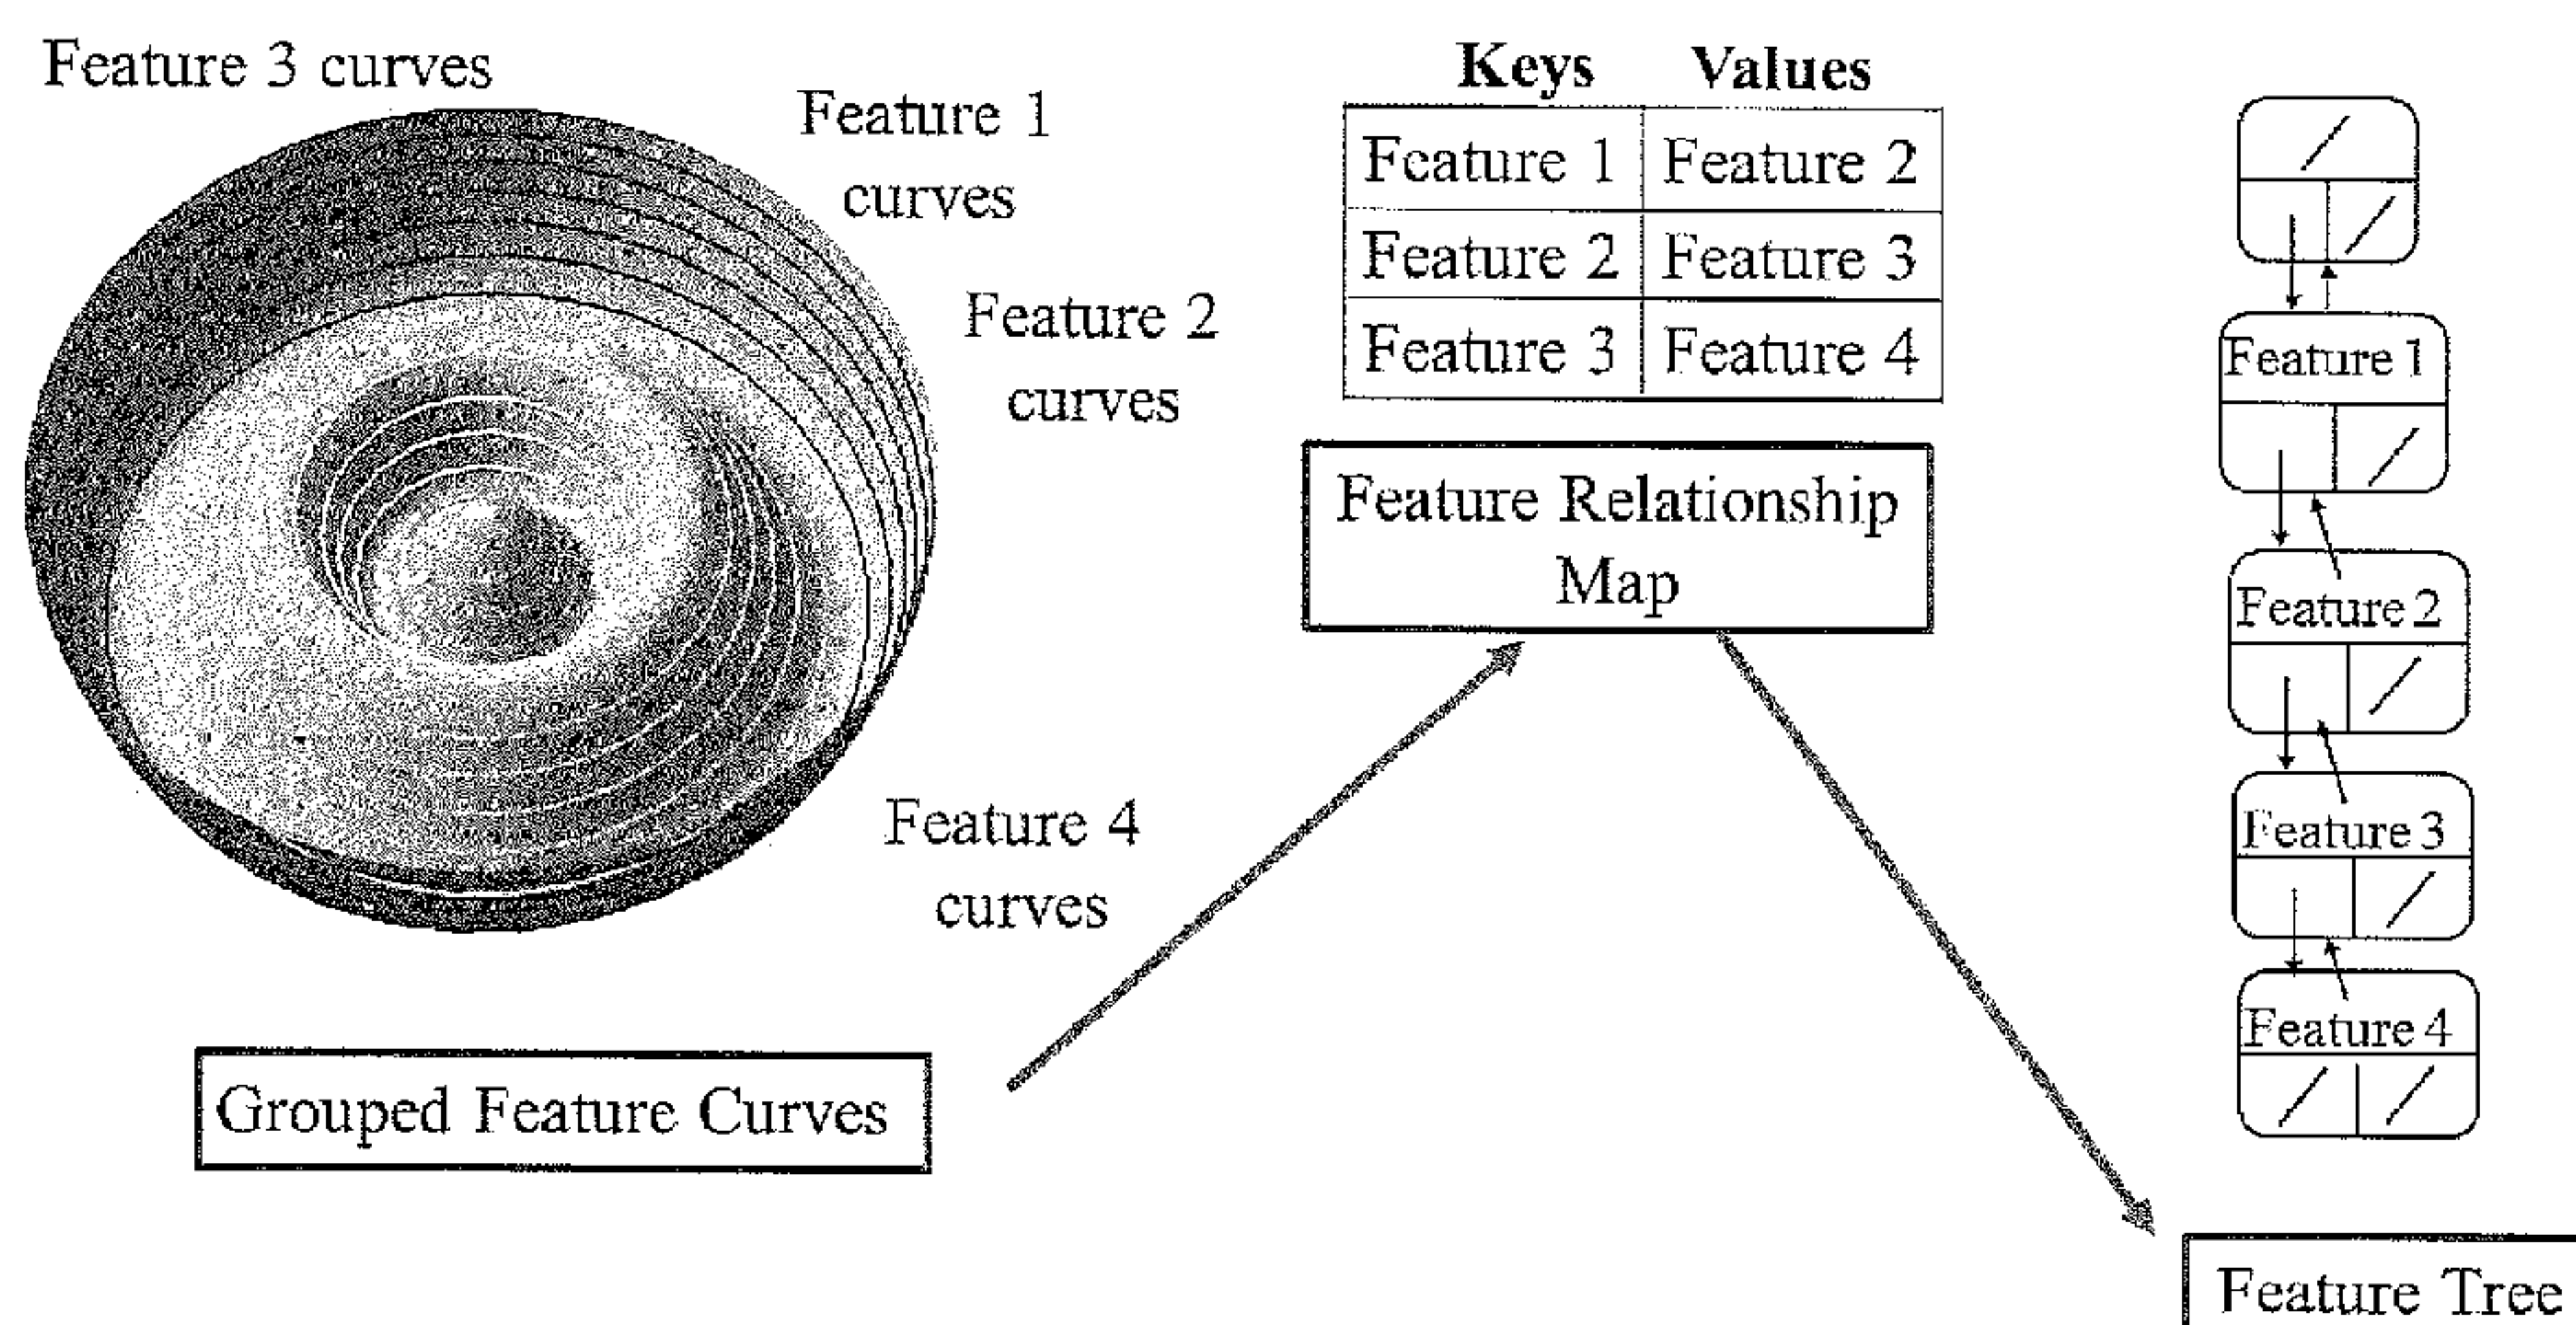 Feature 3 curves
Feature 1
curves
Feature 2
curves
Feature 4
curves
Grouped Feature Curves
Keys Values
Feature 1 Feature 2
Feature 2 Feature 3
Feature 3 Feature 4
Feature Relationship
Map
Feature 1
Feature 2
Feature 3
Feature 4
Feature Tree